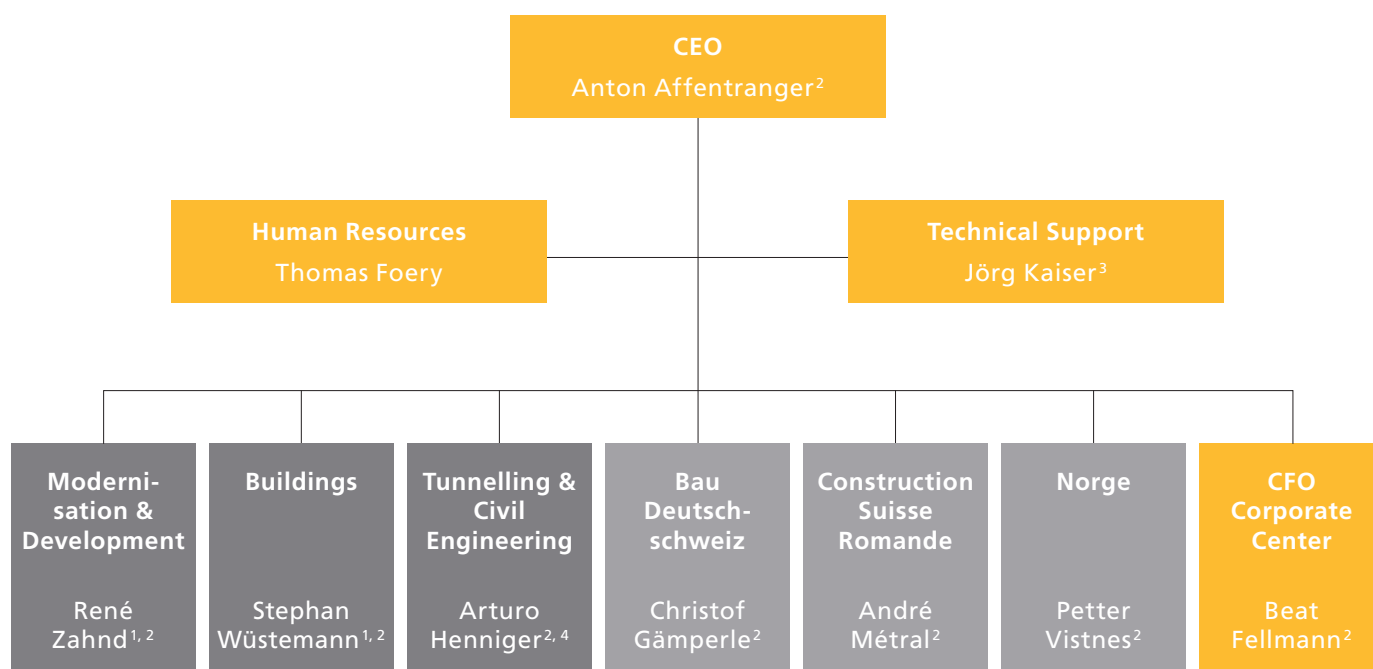 CEO
Anton Affentranger²
Human Resources
Thomas Foery
Technical Support
Jörg Kaiser³
Moderni-
sation &
Development
René
Zahnd¹, ²
Buildings
Stephan
Wüstemann¹, ²
Tunnelling &
Civil
Engineering
Arturo
Henniger², ⁴
Bau
Deutsch-
schweiz
Christof
Gämperle²
Construction
Suisse
Romande
André
Métral²
Norge
Petter
Vistnes²
CFO
Corporate
Center
Beat
Fellmann²